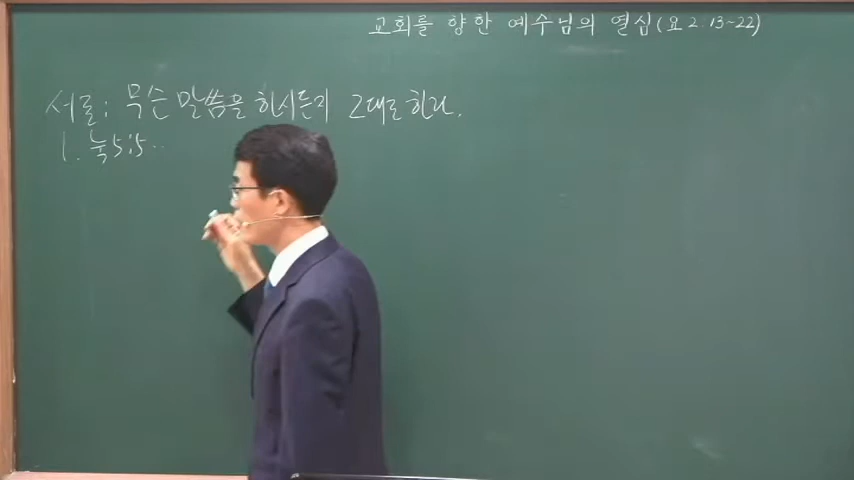 교회를 향한 예수님의 열심(요 2:13~22)
서론; 무슨 말씀을 하시든지 그대로 하라.
1. 눅5:5..